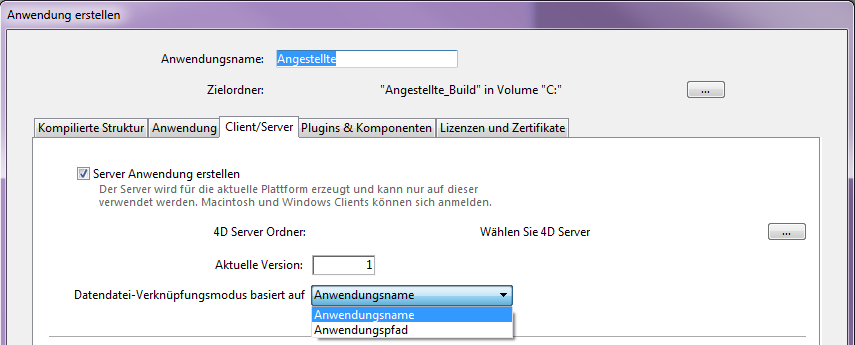 Anwendung erstellen
Anwendungsname: Angestellte
Zielordner: "Angestellte_Build" in Volume "C:" ...
Kompilierte Struktur Anwendung Client/Server Plugins & Komponenten Lizenzen und Zertifikate
Server Anwendung erstellen
Der Server wird für die aktuelle Plattform erzeugt und kann nur auf dieser
verwendet werden. Macintosh und Windows Clients können sich anmelden.
4D Server Ordner: Wählen Sie 4D Server ...
Aktuelle Version: 1
Datendatei-Verknüpfungsmodus basiert auf Anwendungsname
Anwendungsname
Anwendungspfad